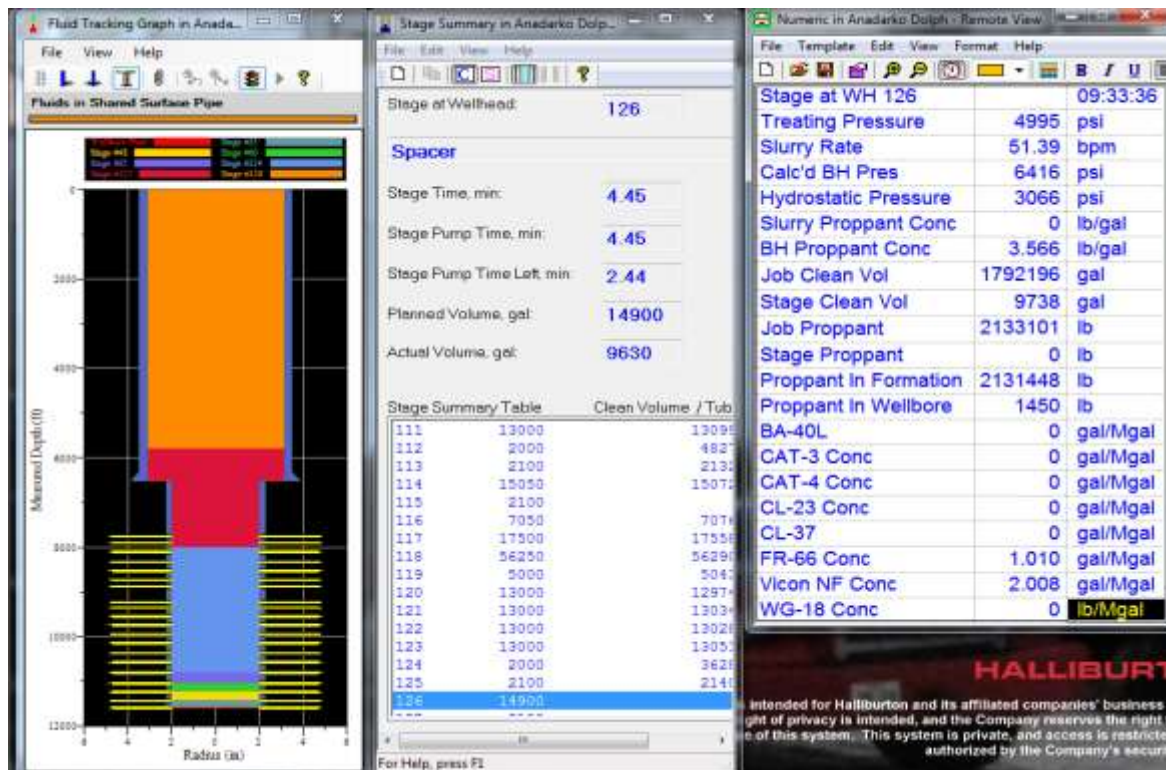 Fluid Tracking Graph in Anada...
File View Help
Fluids in Shared Surface Pipe
0
2000
4000
6000
8000
10000
12000
Measured Depth (ft)
Radius (in)
Stage Summary in Anadarko Dolp...
File Edit View Help
Stage at Wellhead: 126
Spacer
Stage Time, min: 4.45
Stage Pump Time, min: 4.45
Stage Pump Time Left, min: 2.44
Planned Volume, gal: 14900
Actual Volume, gal: 9630
Stage Summary Table Clean Volume / Tub
111 13000
112 2000
113 2100
114 15050
115 2100
116 7050
117 17500
118 56250
119 5000
120 13000
121 13000
122 13000
123 13000
124 2000
125 2100
126 14900
For Help, press F1
Numeric in Anadarko Dolph - Remote View
File Template Edit View Format Help
B I U
Stage at WH 126 09:33:36
Treating Pressure 4995 psi
Slurry Rate 51.39 bpm
Calc'd BH Pres 6416 psi
Hydrostatic Pressure 3066 psi
Slurry Proppant Conc 0 lb/gal
BH Proppant Conc 3.566 lb/gal
Job Clean Vol 1792196 gal
Stage Clean Vol 9738 gal
Job Proppant 2133101 lb
Stage Proppant 0 lb
Proppant In Formation 2131448 lb
Proppant In Wellbore 1450 lb
BA-40L 0 gal/Mgal
CAT-3 Conc 0 gal/Mgal
CAT-4 Conc 0 gal/Mgal
CL-23 Conc 0 gal/Mgal
CL-37 0 gal/Mgal
FR-66 Conc 1.010 gal/Mgal
Vicon NF Conc 2.008 gal/Mgal
WG-18 Conc 0 lb/Mgal
HALLIBURT
intended for Halliburton and its affiliated companies' business
ght of privacy is intended, and the Company reserves the right
e of this system. This system is private, and access is restricte
authorized by the Company's securi